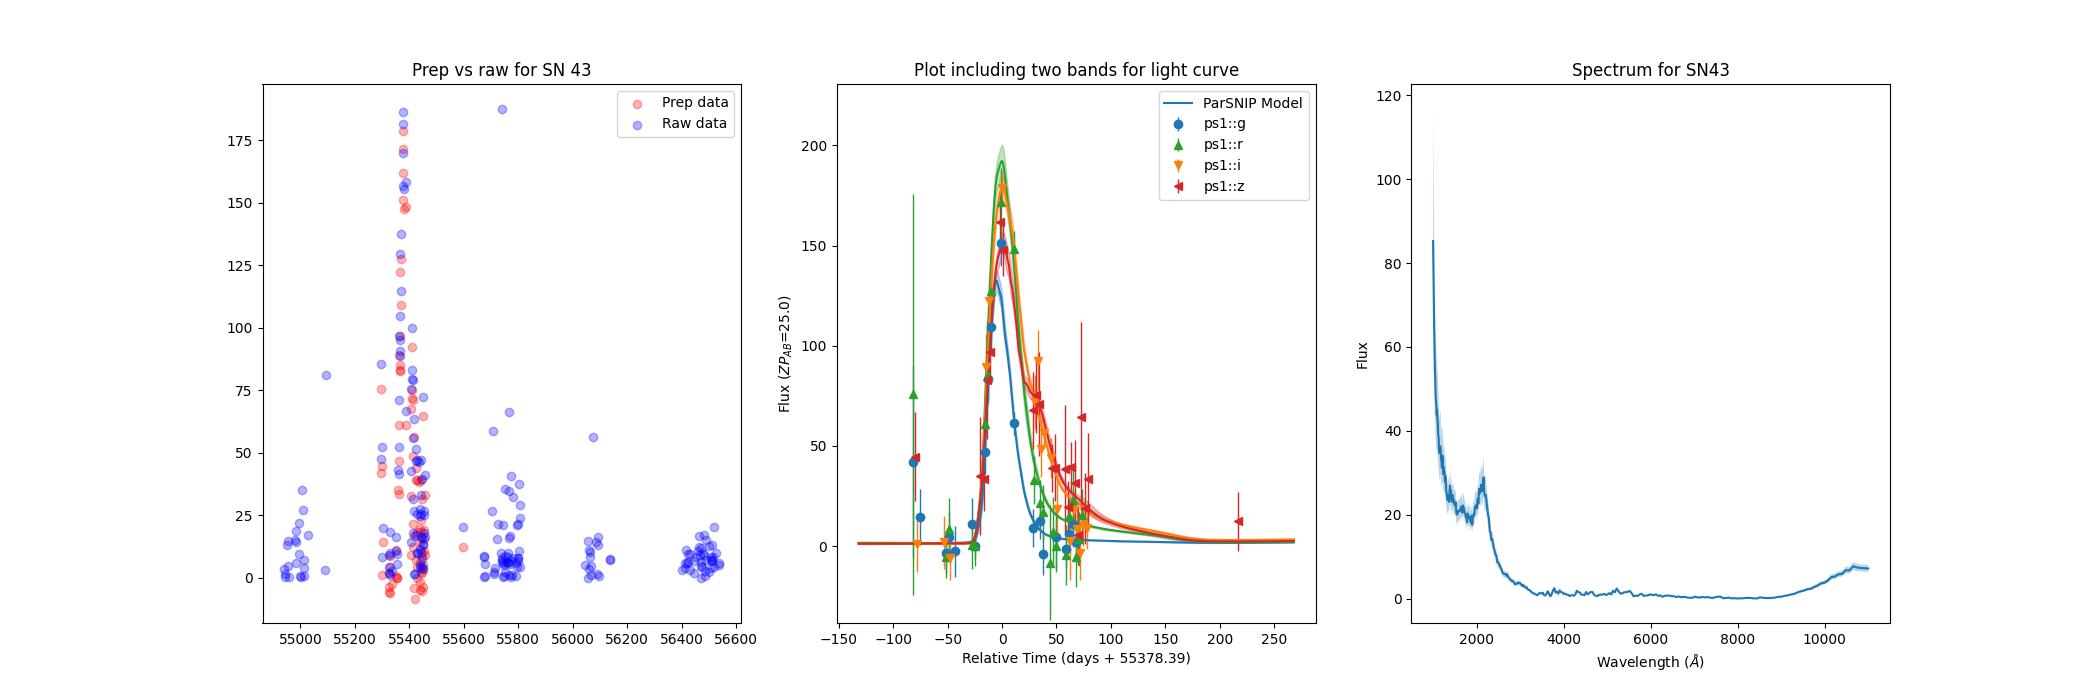 Prep vs raw for SN 43
Prep data
Raw data
175
150
125
100
75
50
25
0
55000 55200 55400 55600 55800 56000 56200 56400 56600
Plot including two bands for light curve
ParSNIP Model
ps1::g
ps1::r
ps1::i
ps1::z
Flux (ZP_AB=25.0)
200
150
100
50
0
−150 −100 −50 0 50 100 150 200 250
Relative Time (days + 55378.39)
Spectrum for SN43
Flux
120
100
80
60
40
20
0
2000 4000 6000 8000 10000
Wavelength (Å)